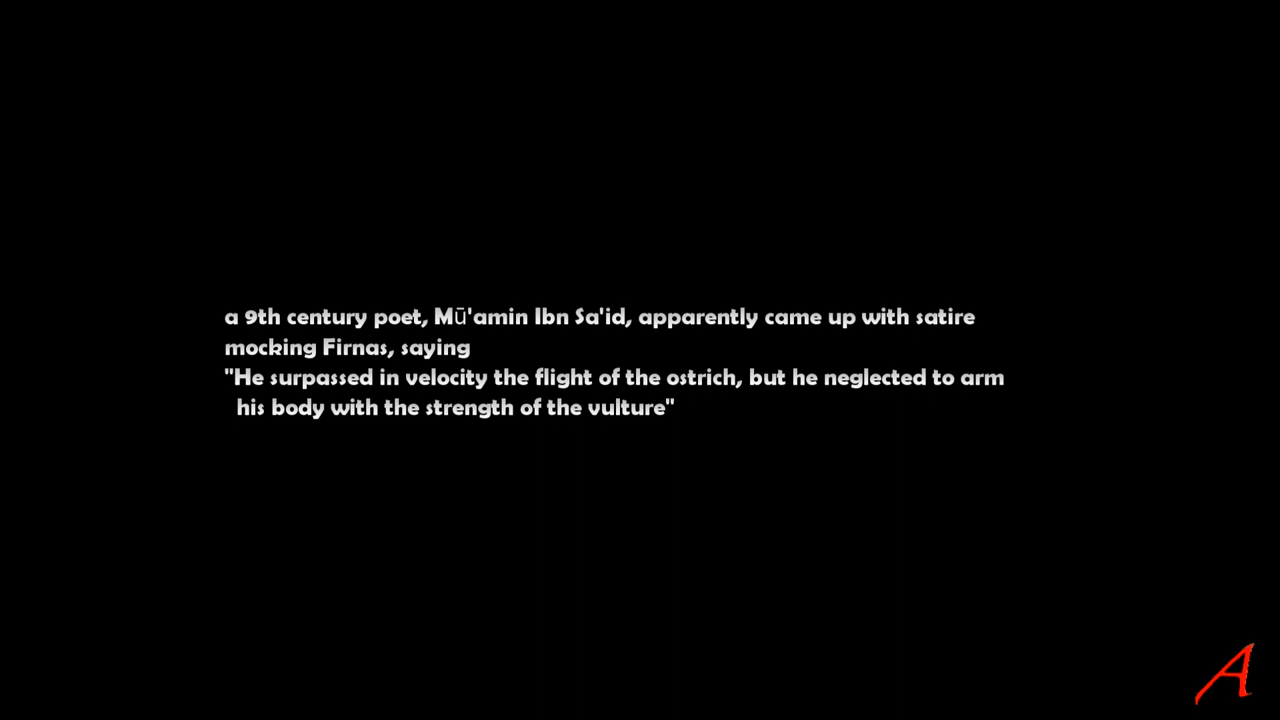 a 9th century poet, Mū'amin Ibn Sa'id, apparently came up with satire
mocking Firnas, saying
"He surpassed in velocity the flight of the ostrich, but he neglected to arm
his body with the strength of the vulture"
A